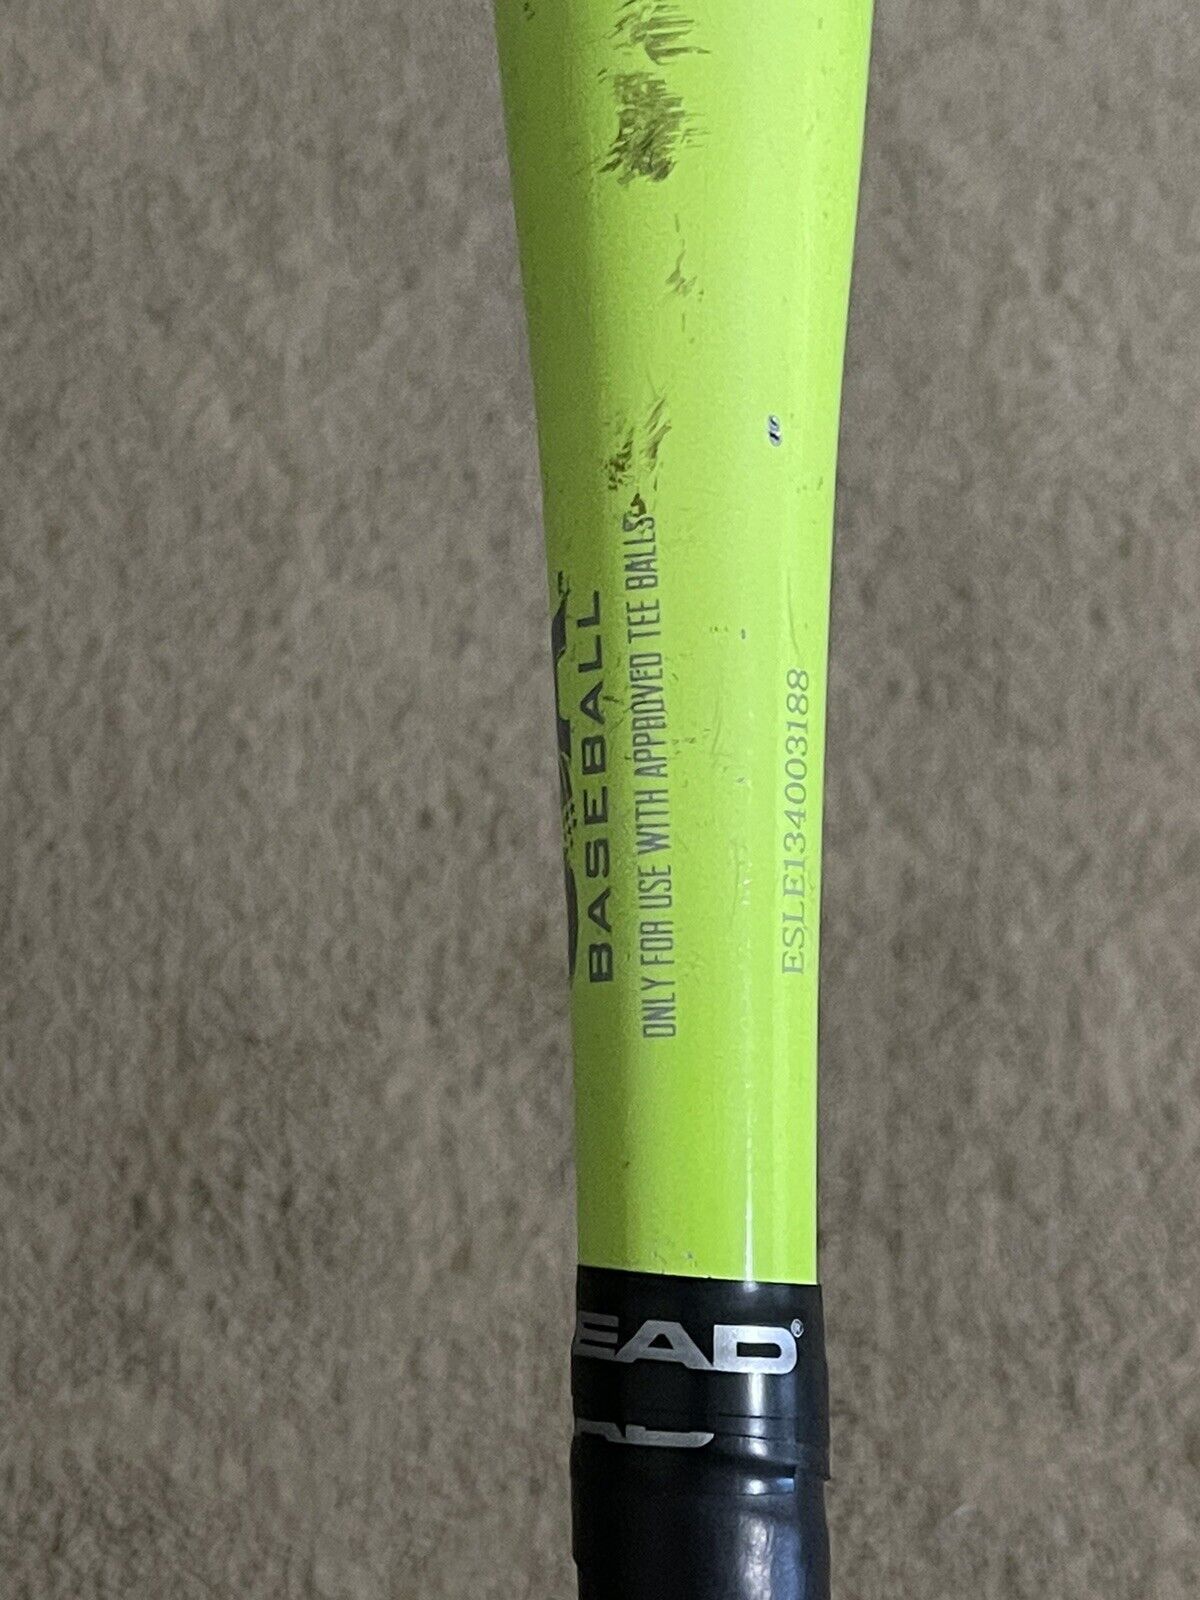 BASEBALL
ONLY FOR USE WITH APPROVED TEE BALLS
ESLE134003188
EAD®